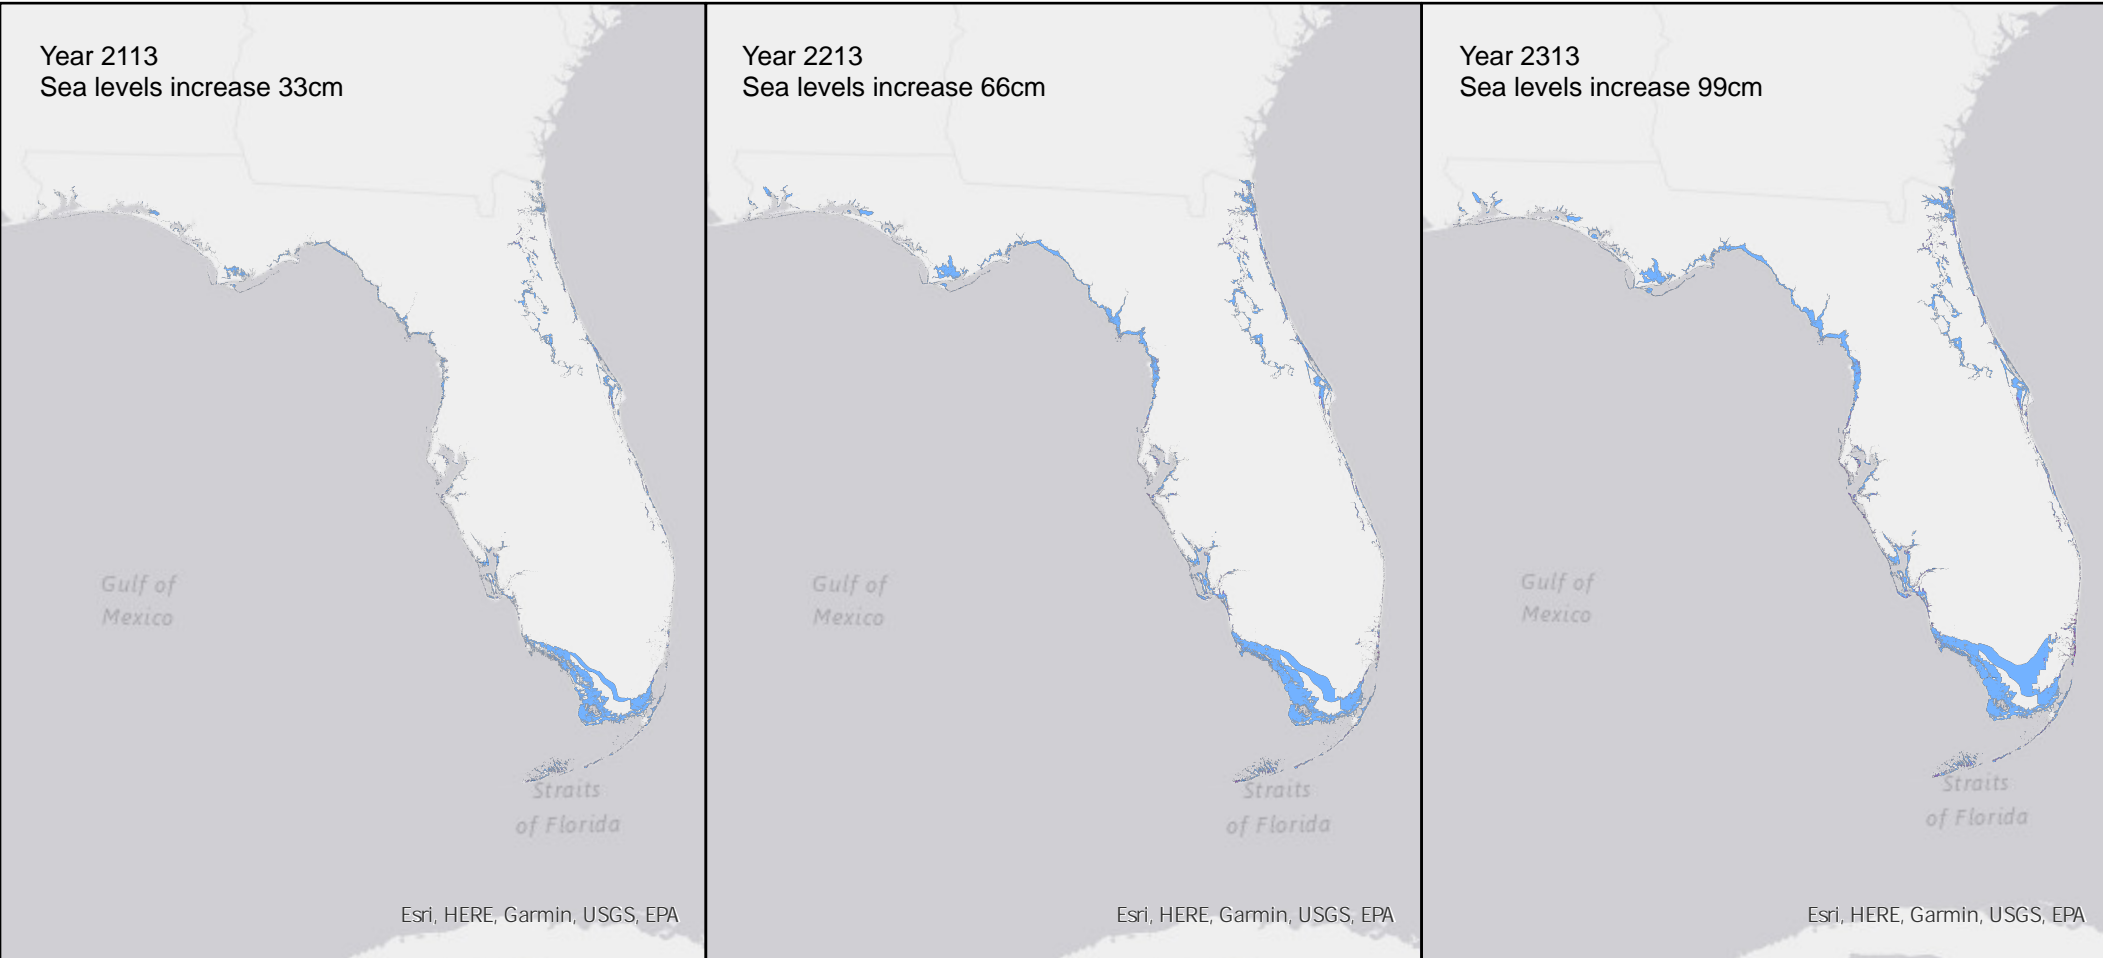 Year 2113
Sea levels increase 33cm
Gulf of
Mexico
Straits
of Florida
Esri, HERE, Garmin, USGS, EPA
Year 2213
Sea levels increase 66cm
Gulf of
Mexico
Straits
of Florida
Esri, HERE, Garmin, USGS, EPA
Year 2313
Sea levels increase 99cm
Gulf of
Mexico
Straits
of Florida
Esri, HERE, Garmin, USGS, EPA